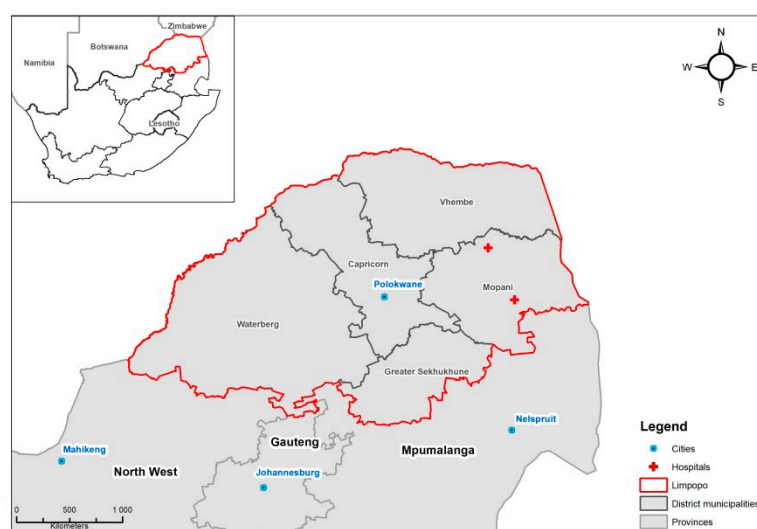 Zimbabwe
Botswana
Namibia
Lesotho
N
W E
S
Vhembe
Capricorn
Polokwane
Mopani
Waterberg
Greater Sekhukhune
Nelspruit
Mahikeng
Gauteng
Mpumalanga
North West
Johannesburg
0 500 1 000
Kilometers
Legend
Cities
Hospitals
Limpopo
District municipalities
Provinces